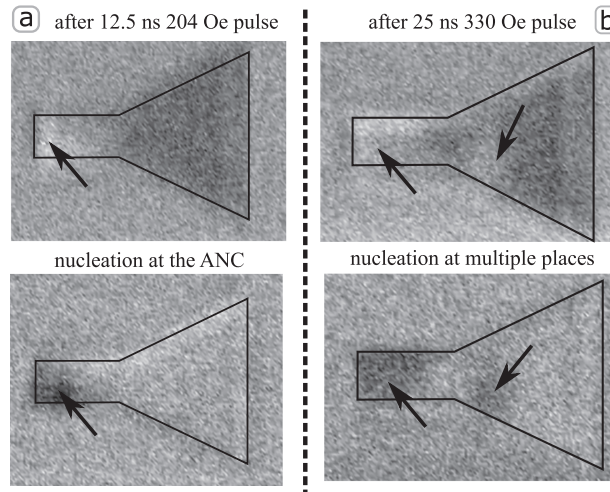 a after 12.5 ns 204 Oe pulse
nucleation at the ANC
after 25 ns 330 Oe pulse b
nucleation at multiple places